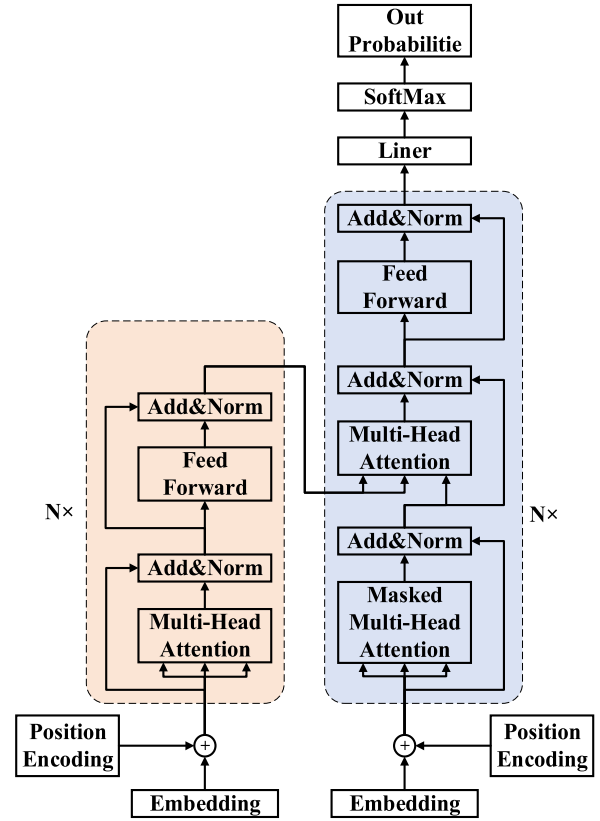 Out
Probabilitie
SoftMax
Liner
Add&Norm
Feed
Forward
Add&Norm
Multi-Head
Attention
Add&Norm
Masked
Multi-Head
Attention
N×
Add&Norm
Feed
Forward
N×
Add&Norm
Multi-Head
Attention
Position
Encoding
+
Embedding
+
Position
Encoding
Embedding